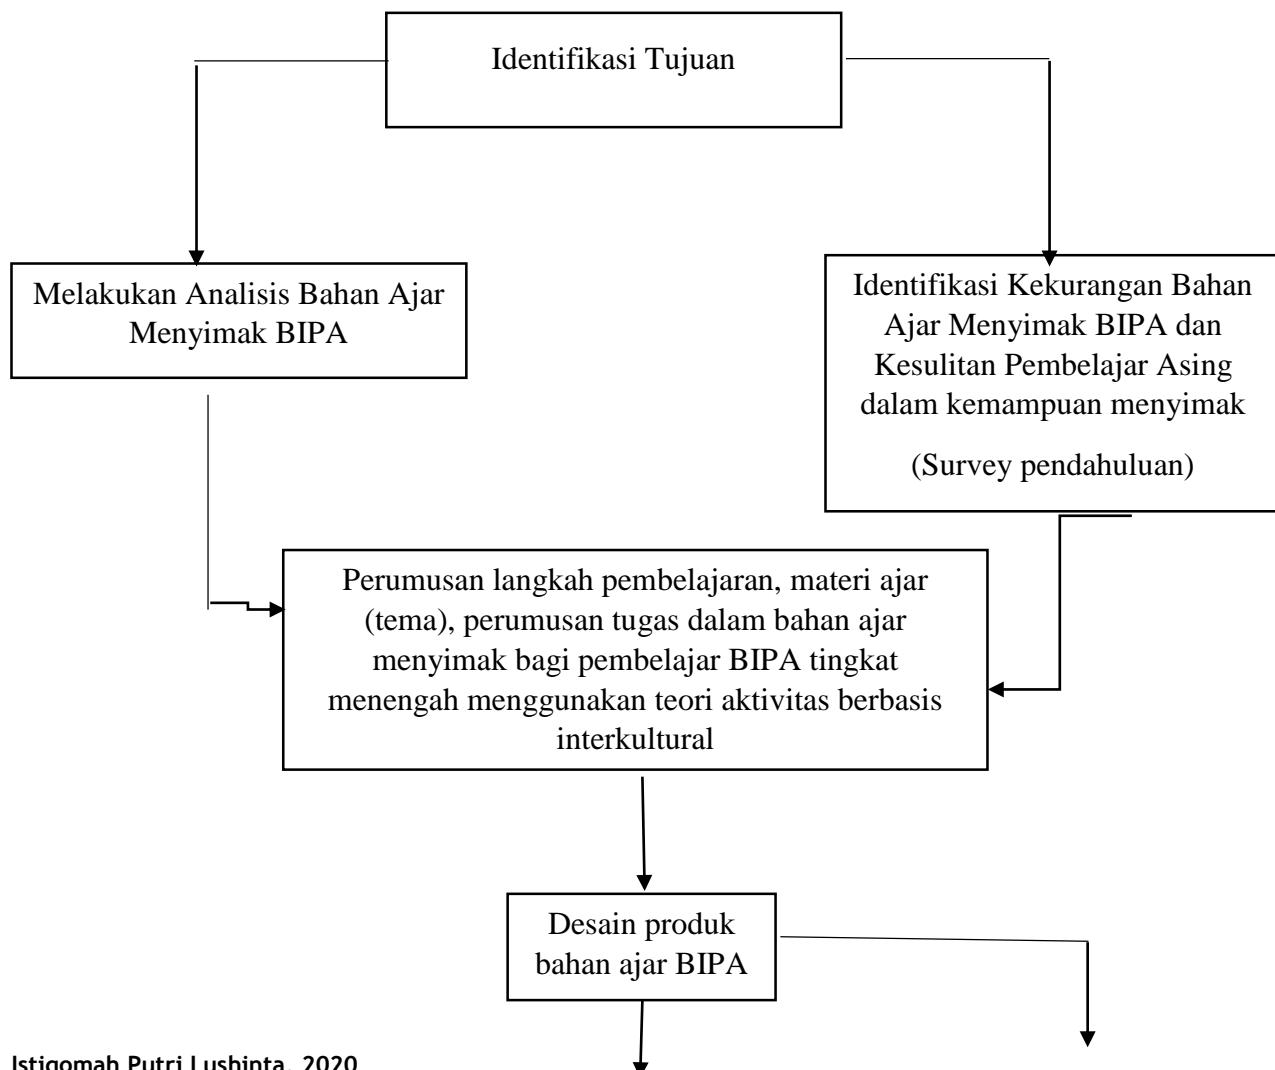 Identifikasi Tujuan
Melakukan Analisis Bahan Ajar
Menyimak BIPA
Identifikasi Kekurangan Bahan
Ajar Menyimak BIPA dan
Kesulitan Pembelajar Asing
dalam kemampuan menyimak
(Survey pendahuluan)
Perumusan langkah pembelajaran, materi ajar
(tema), perumusan tugas dalam bahan ajar
menyimak bagi pembelajar BIPA tingkat
menengah menggunakan teori aktivitas berbasis
interkultural
Desain produk
bahan ajar BIPA
Istiqomah Putri Lushinta, 2020